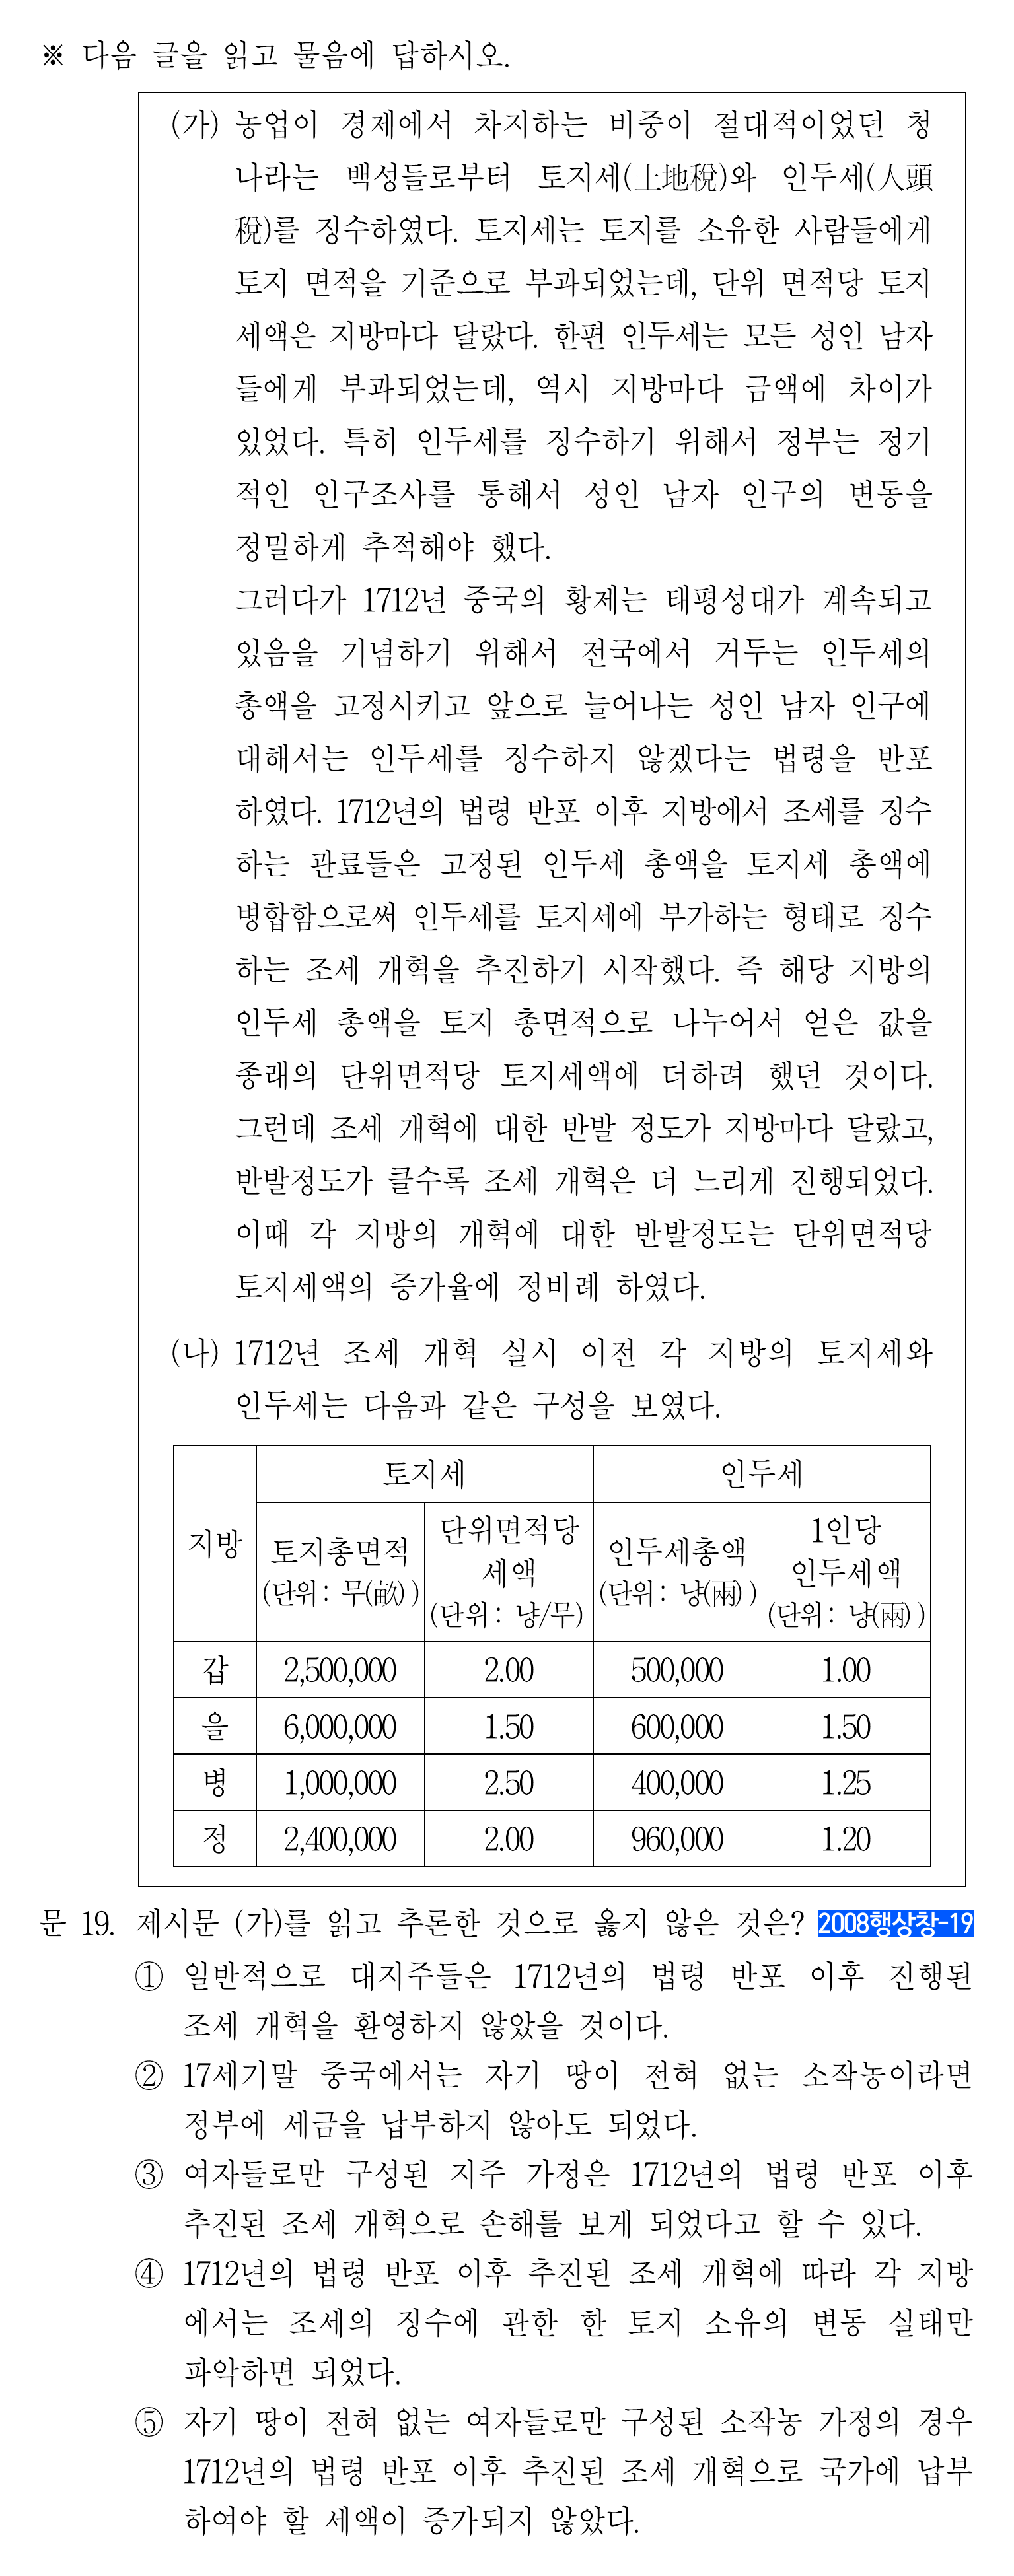 ※ 다음 글을 읽고 물음에 답하시오.
(가) 농업이 경제에서 차지하는 비중이 절대적이었던 청
나라는 백성들로부터 토지세(土地稅)와 인두세(人頭
稅)를 징수하였다. 토지세는 토지를 소유한 사람들에게
토지 면적을 기준으로 부과되었는데, 단위 면적당 토지
세액은 지방마다 달랐다. 한편 인두세는 모든 성인 남자
들에게 부과되었는데, 역시 지방마다 금액에 차이가
있었다. 특히 인두세를 징수하기 위해서 정부는 정기
적인 인구조사를 통해서 성인 남자 인구의 변동을
정밀하게 추적해야 했다.
그러다가 1712년 중국의 황제는 태평성대가 계속되고
있음을 기념하기 위해서 전국에서 거두는 인두세의
총액을 고정시키고 앞으로 늘어나는 성인 남자 인구에
대해서는 인두세를 징수하지 않겠다는 법령을 반포
하였다. 1712년의 법령 반포 이후 지방에서 조세를 징수
하는 관료들은 고정된 인두세 총액을 토지세 총액에
병합함으로써 인두세를 토지세에 부가하는 형태로 징수
하는 조세 개혁을 추진하기 시작했다. 즉 해당 지방의
인두세 총액을 토지 총면적으로 나누어서 얻은 값을
종래의 단위면적당 토지세액에 더하려 했던 것이다.
그런데 조세 개혁에 대한 반발 정도가 지방마다 달랐고,
반발정도가 클수록 조세 개혁은 더 느리게 진행되었다.
이때 각 지방의 개혁에 대한 반발정도는 단위면적당
토지세액의 증가율에 정비례 하였다.
(나) 1712년 조세 개혁 실시 이전 각 지방의 토지세와
인두세는 다음과 같은 구성을 보였다.
지방 토지세 인두세
토지총면적 (단위: 무(畝)) 단위면적당 세액 (단위: 냥/무) 인두세총액 (단위: 냥(兩)) 1인당 인두세액 (단위: 냥(兩))
갑 2,500,000 2.00 500,000 1.00
을 6,000,000 1.50 600,000 1.50
병 1,000,000 2.50 400,000 1.25
정 2,400,000 2.00 960,000 1.20
문 19. 제시문 (가)를 읽고 추론한 것으로 옳지 않은 것은? 2008행상창-19
① 일반적으로 대지주들은 1712년의 법령 반포 이후 진행된
조세 개혁을 환영하지 않았을 것이다.
② 17세기말 중국에서는 자기 땅이 전혀 없는 소작농이라면
정부에 세금을 납부하지 않아도 되었다.
③ 여자들로만 구성된 지주 가정은 1712년의 법령 반포 이후
추진된 조세 개혁으로 손해를 보게 되었다고 할 수 있다.
④ 1712년의 법령 반포 이후 추진된 조세 개혁에 따라 각 지방
에서는 조세의 징수에 관한 한 토지 소유의 변동 실태만
파악하면 되었다.
⑤ 자기 땅이 전혀 없는 여자들로만 구성된 소작농 가정의 경우
1712년의 법령 반포 이후 추진된 조세 개혁으로 국가에 납부
하여야 할 세액이 증가되지 않았다.